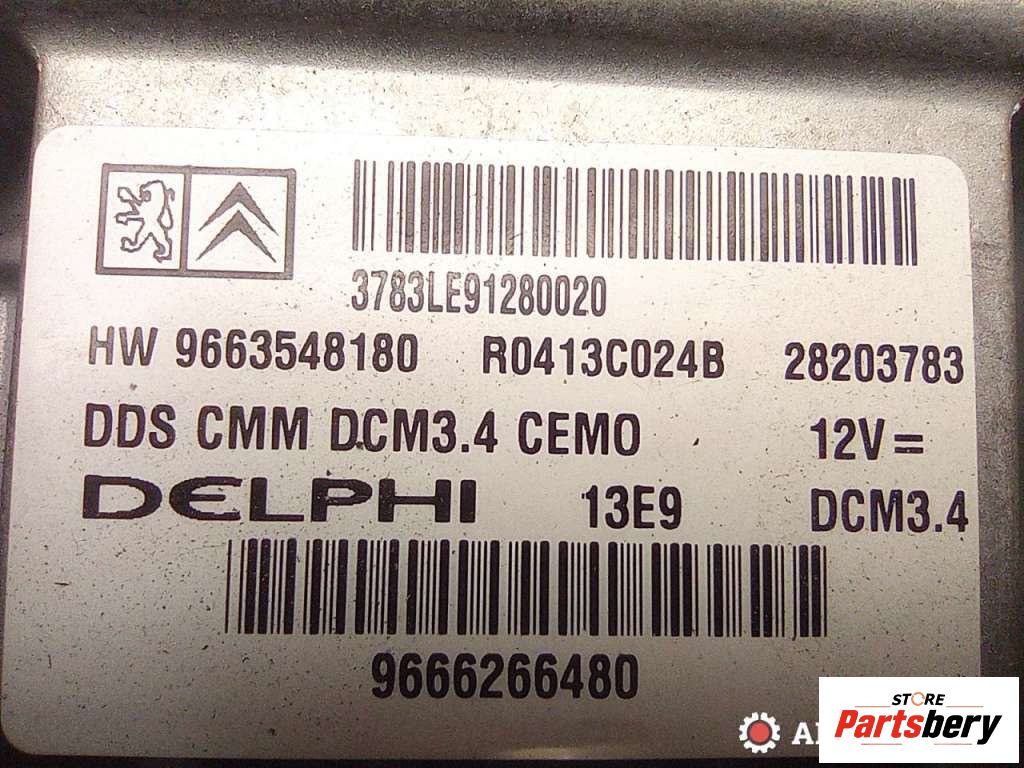 3783LE91280020
HW 9663548180 R0413C024B 28203783
DDS CMM DCM3.4 CEMO 12V =
DELPHI 13E9 DCM3.4
9666266480
STORE
Partsbery